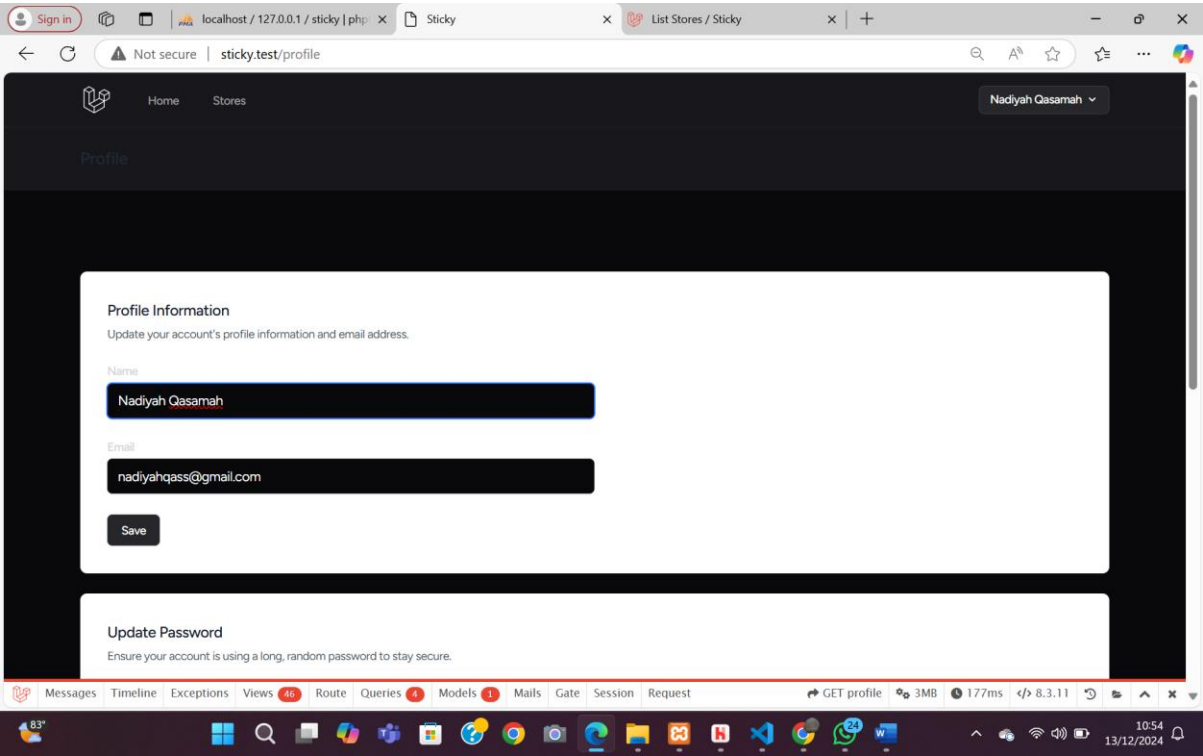 Sign in
localhost / 127.0.0.1 / sticky | php
Sticky
List Stores / Sticky
Not secure
sticky.test/profile
Home
Stores
Nadiyah Qasamah
Profile
Profile Information
Update your account's profile information and email address.
Name
Nadiyah Qasamah
Email
nadiyahqass@gmail.com
Save
Update Password
Ensure your account is using a long, random password to stay secure.
Messages Timeline Exceptions Views 46 Route Queries 4 Models 1 Mails Gate Session Request GET profile 3MB 177ms 8.3.11
83°
24
10:54
13/12/2024